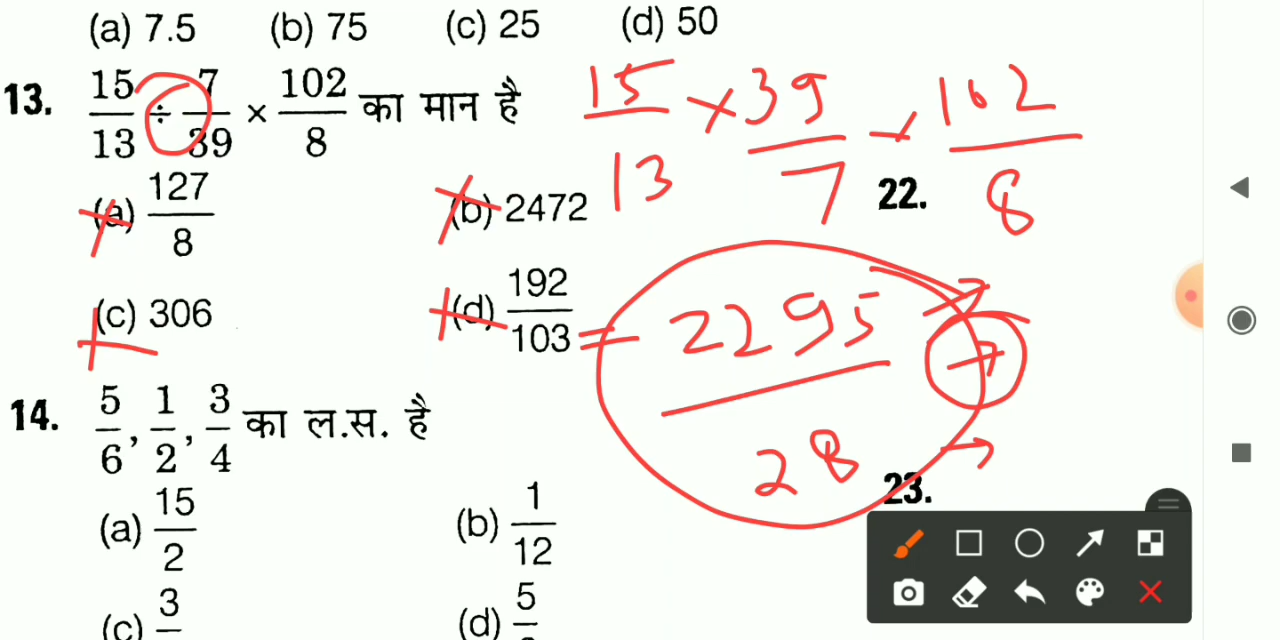 (a) 7.5 (b) 75 (c) 25 (d) 50
13. 15/13 ÷ 7/39 × 102/8 का मान है
15/13 × 39/7 × 102/8
(a) 127/8 (b) 2472
22.
(c) 306 (d) 192/103
= 2295/28
14. 5/6, 1/2, 3/4 का ल.स. है
23.
(a) 15/2 (b) 1/12
(c) 3 (d) 5